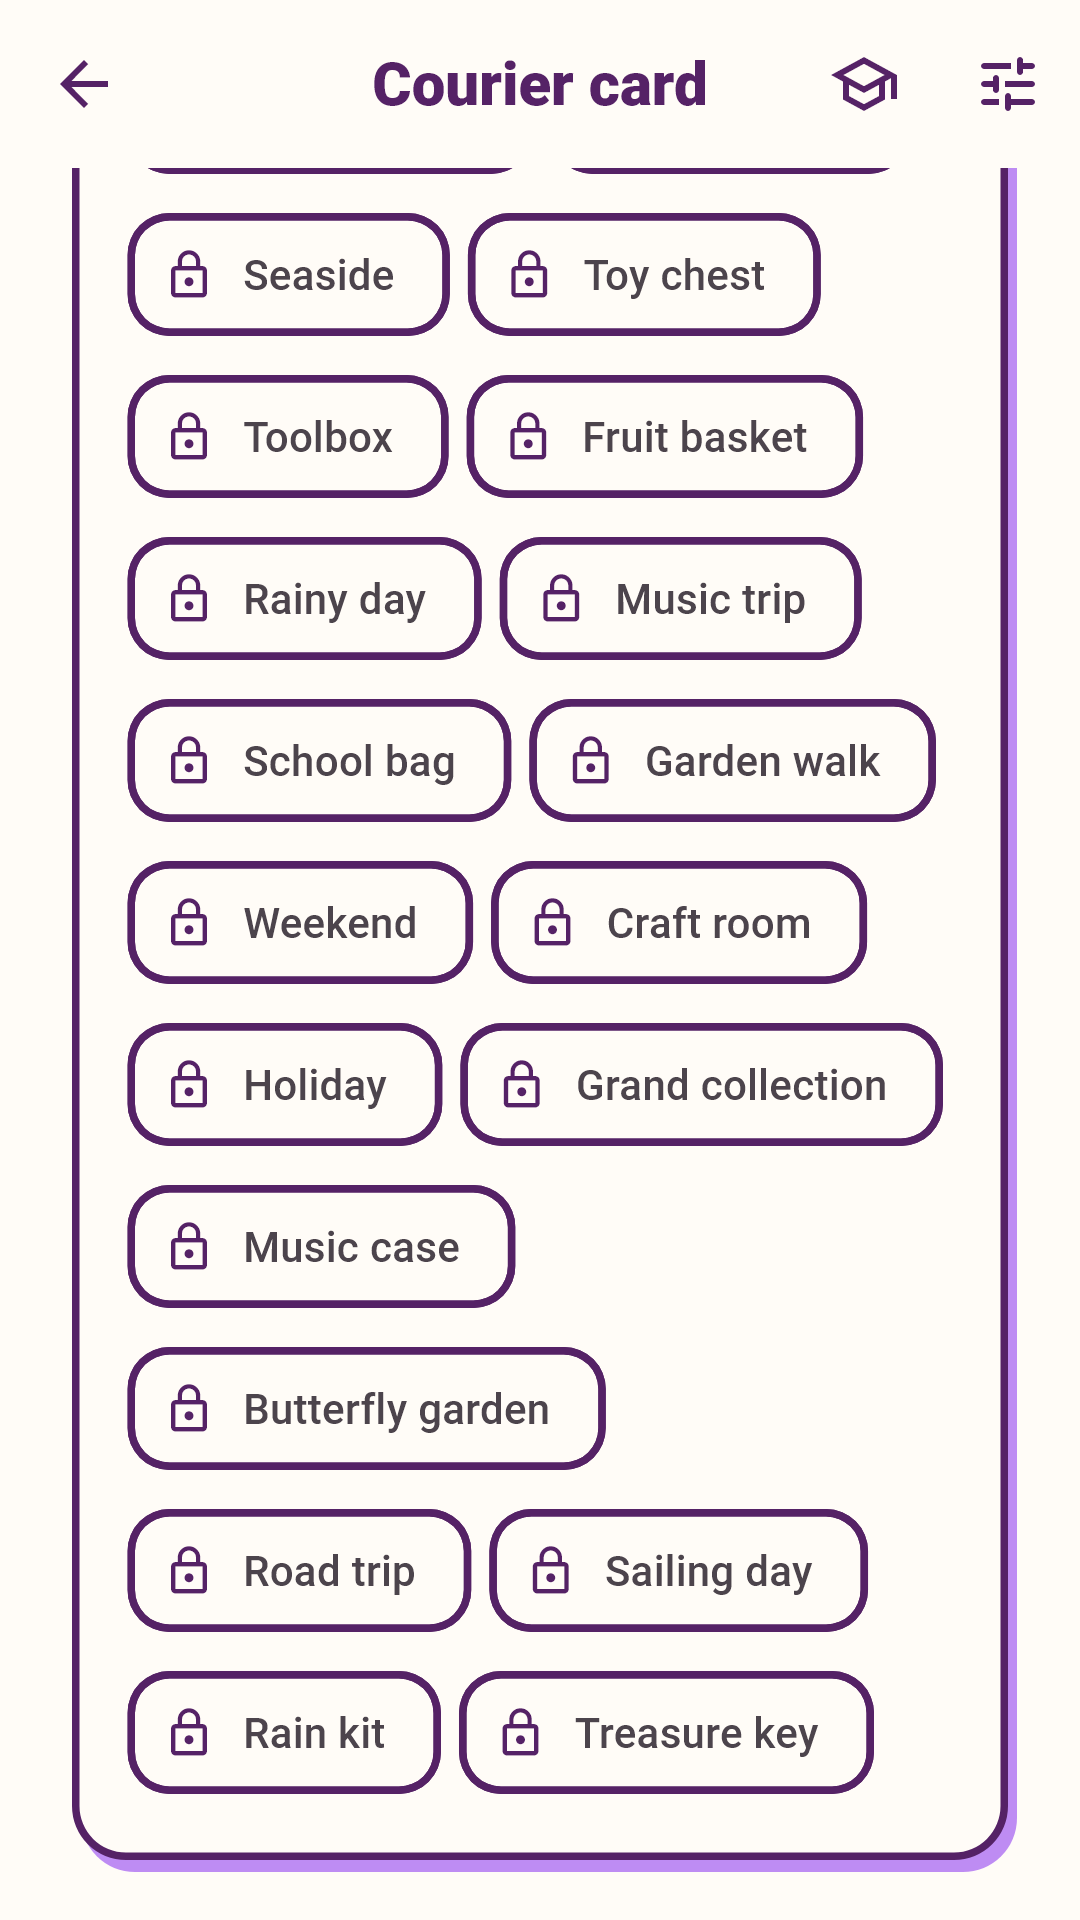 Courier card
Seaside Toy chest
Toolbox Fruit basket
Rainy day Music trip
School bag Garden walk
Weekend Craft room
Holiday Grand collection
Music case
Butterfly garden
Road trip Sailing day
Rain kit Treasure key